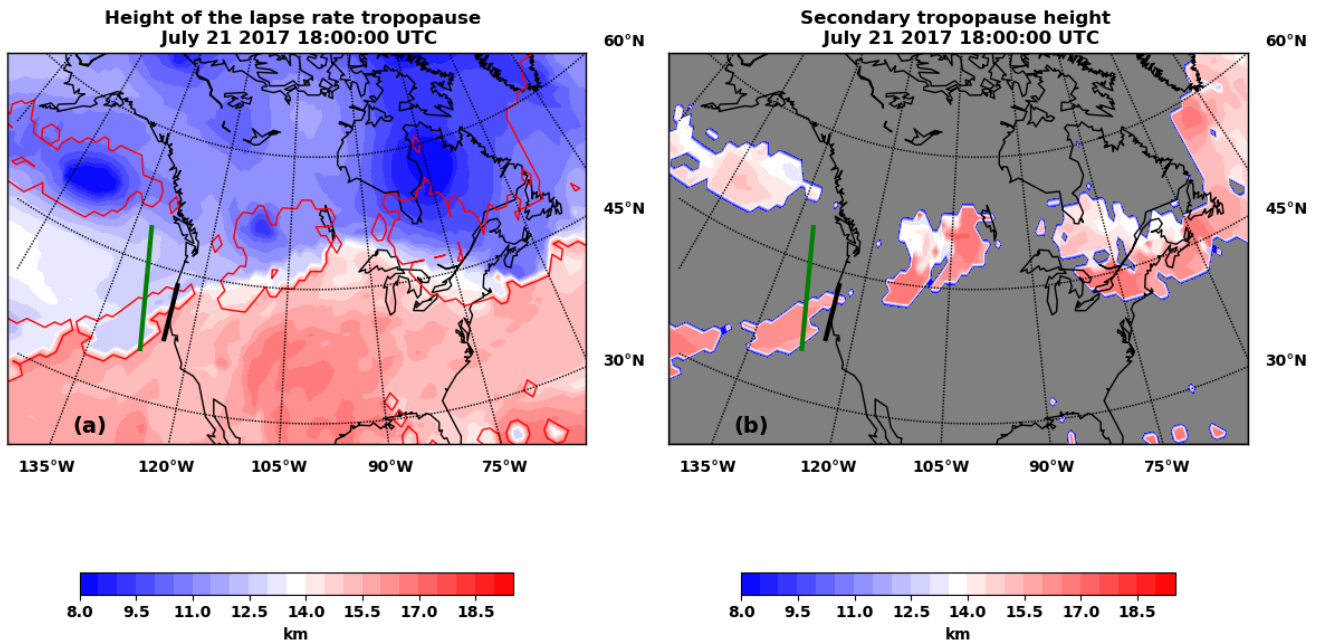 Height of the lapse rate tropopause
July 21 2017 18:00:00 UTC
60°N
45°N
30°N
(a)
135°W 120°W 105°W 90°W 75°W
8.0 9.5 11.0 12.5 14.0 15.5 17.0 18.5
km
Secondary tropopause height
July 21 2017 18:00:00 UTC
60°N
45°N
30°N
(b)
135°W 120°W 105°W 90°W 75°W
8.0 9.5 11.0 12.5 14.0 15.5 17.0 18.5
km